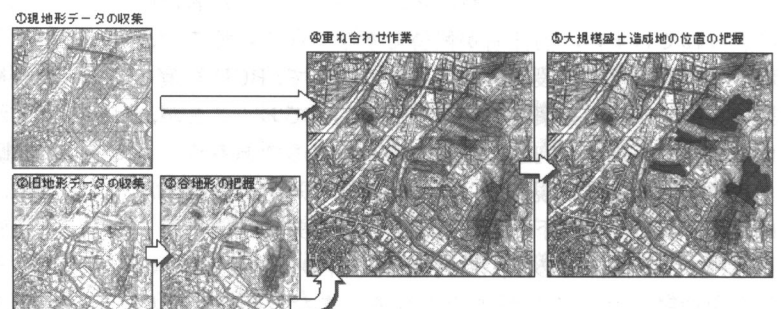 ①現地形データの収集
②旧地形データの収集
③谷地形の把握
④重ね合わせ作業
⑤大規模盛土造成地の位置の把握